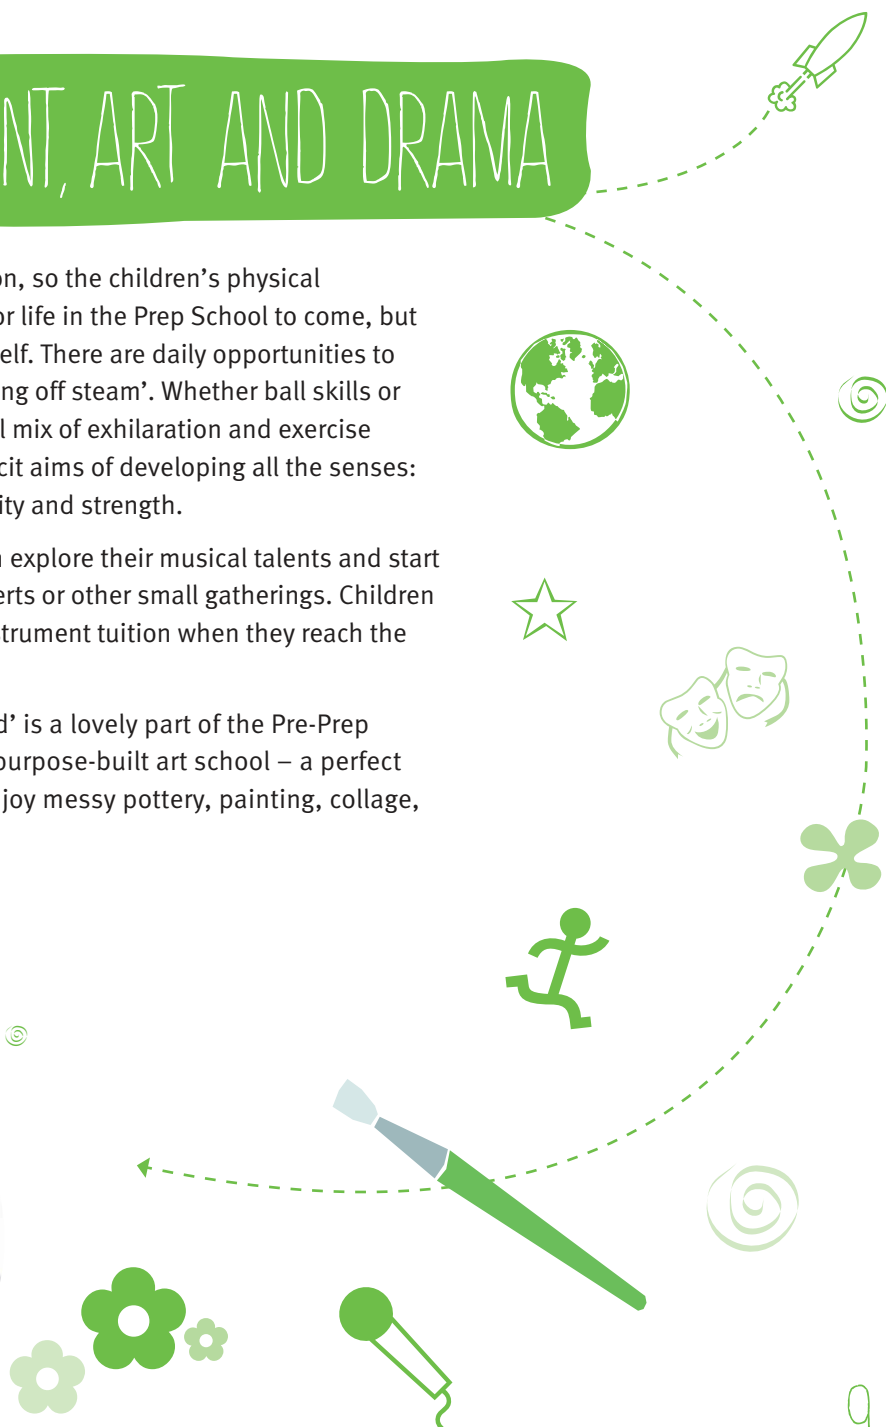 NT, ART AND DRAMA
on, so the children’s physical
or life in the Prep School to come, but
elf. There are daily opportunities to
ing off steam’. Whether ball skills or
l mix of exhilaration and exercise
cit aims of developing all the senses:
ity and strength.
n explore their musical talents and start
erts or other small gatherings. Children
strument tuition when they reach the
d’ is a lovely part of the Pre-Prep
purpose-built art school – a perfect
joy messy pottery, painting, collage,
9